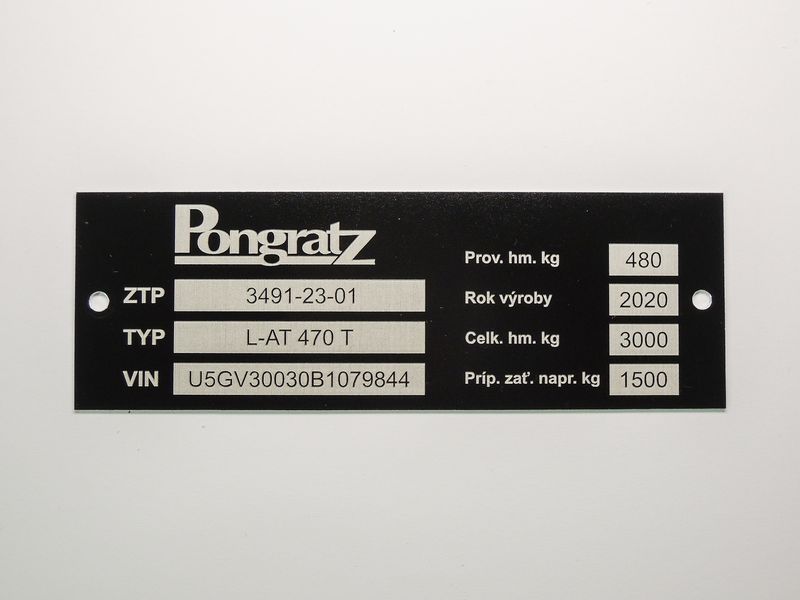 Pongratz
ZTP 3491-23-01
TYP L-AT 470 T
VIN U5GV30030B1079844
Prov. hm. kg 480
Rok výroby 2020
Celk. hm. kg 3000
Príp. zať. napr. kg 1500